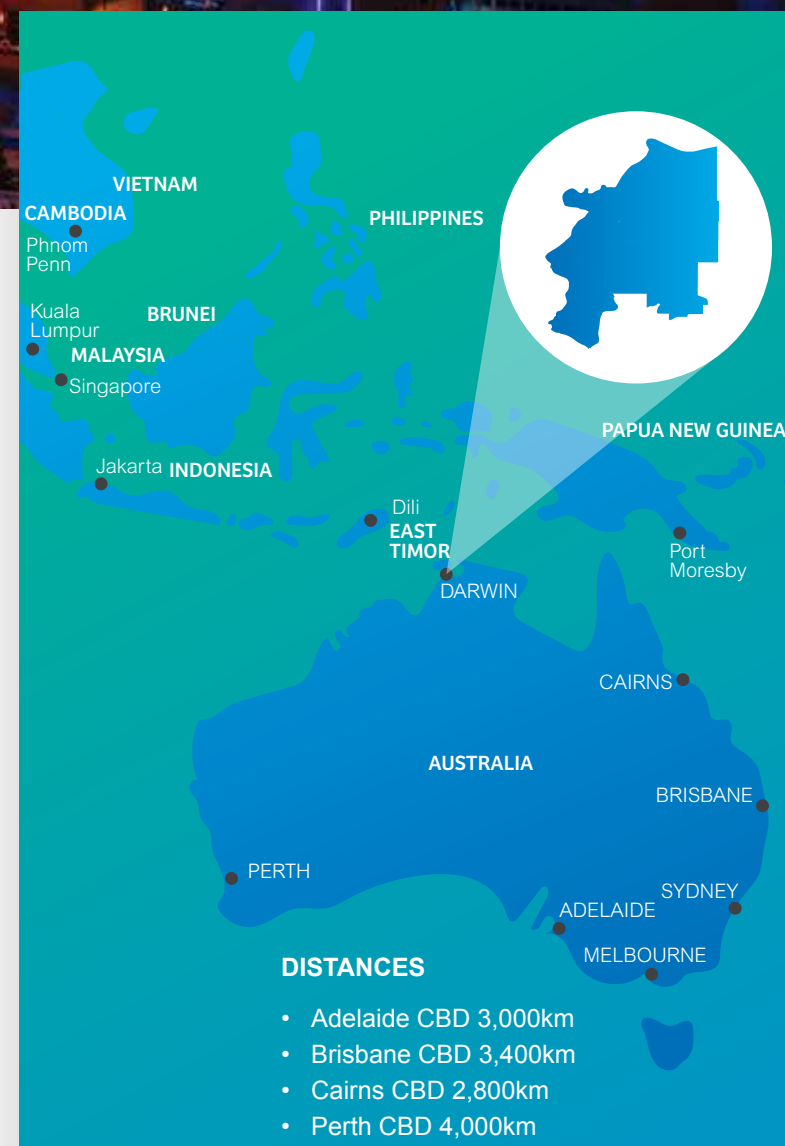 VIETNAM
CAMBODIA
Phnom
Penn
PHILIPPINES
Kuala
Lumpur
BRUNEI
MALAYSIA
Singapore
PAPUA NEW GUINEA
Jakarta
INDONESIA
Dili
EAST
TIMOR
Port
Moresby
DARWIN
CAIRNS
AUSTRALIA
BRISBANE
PERTH
SYDNEY
ADELAIDE
MELBOURNE
DISTANCES
• Adelaide CBD 3,000km
• Brisbane CBD 3,400km
• Cairns CBD 2,800km
• Perth CBD 4,000km